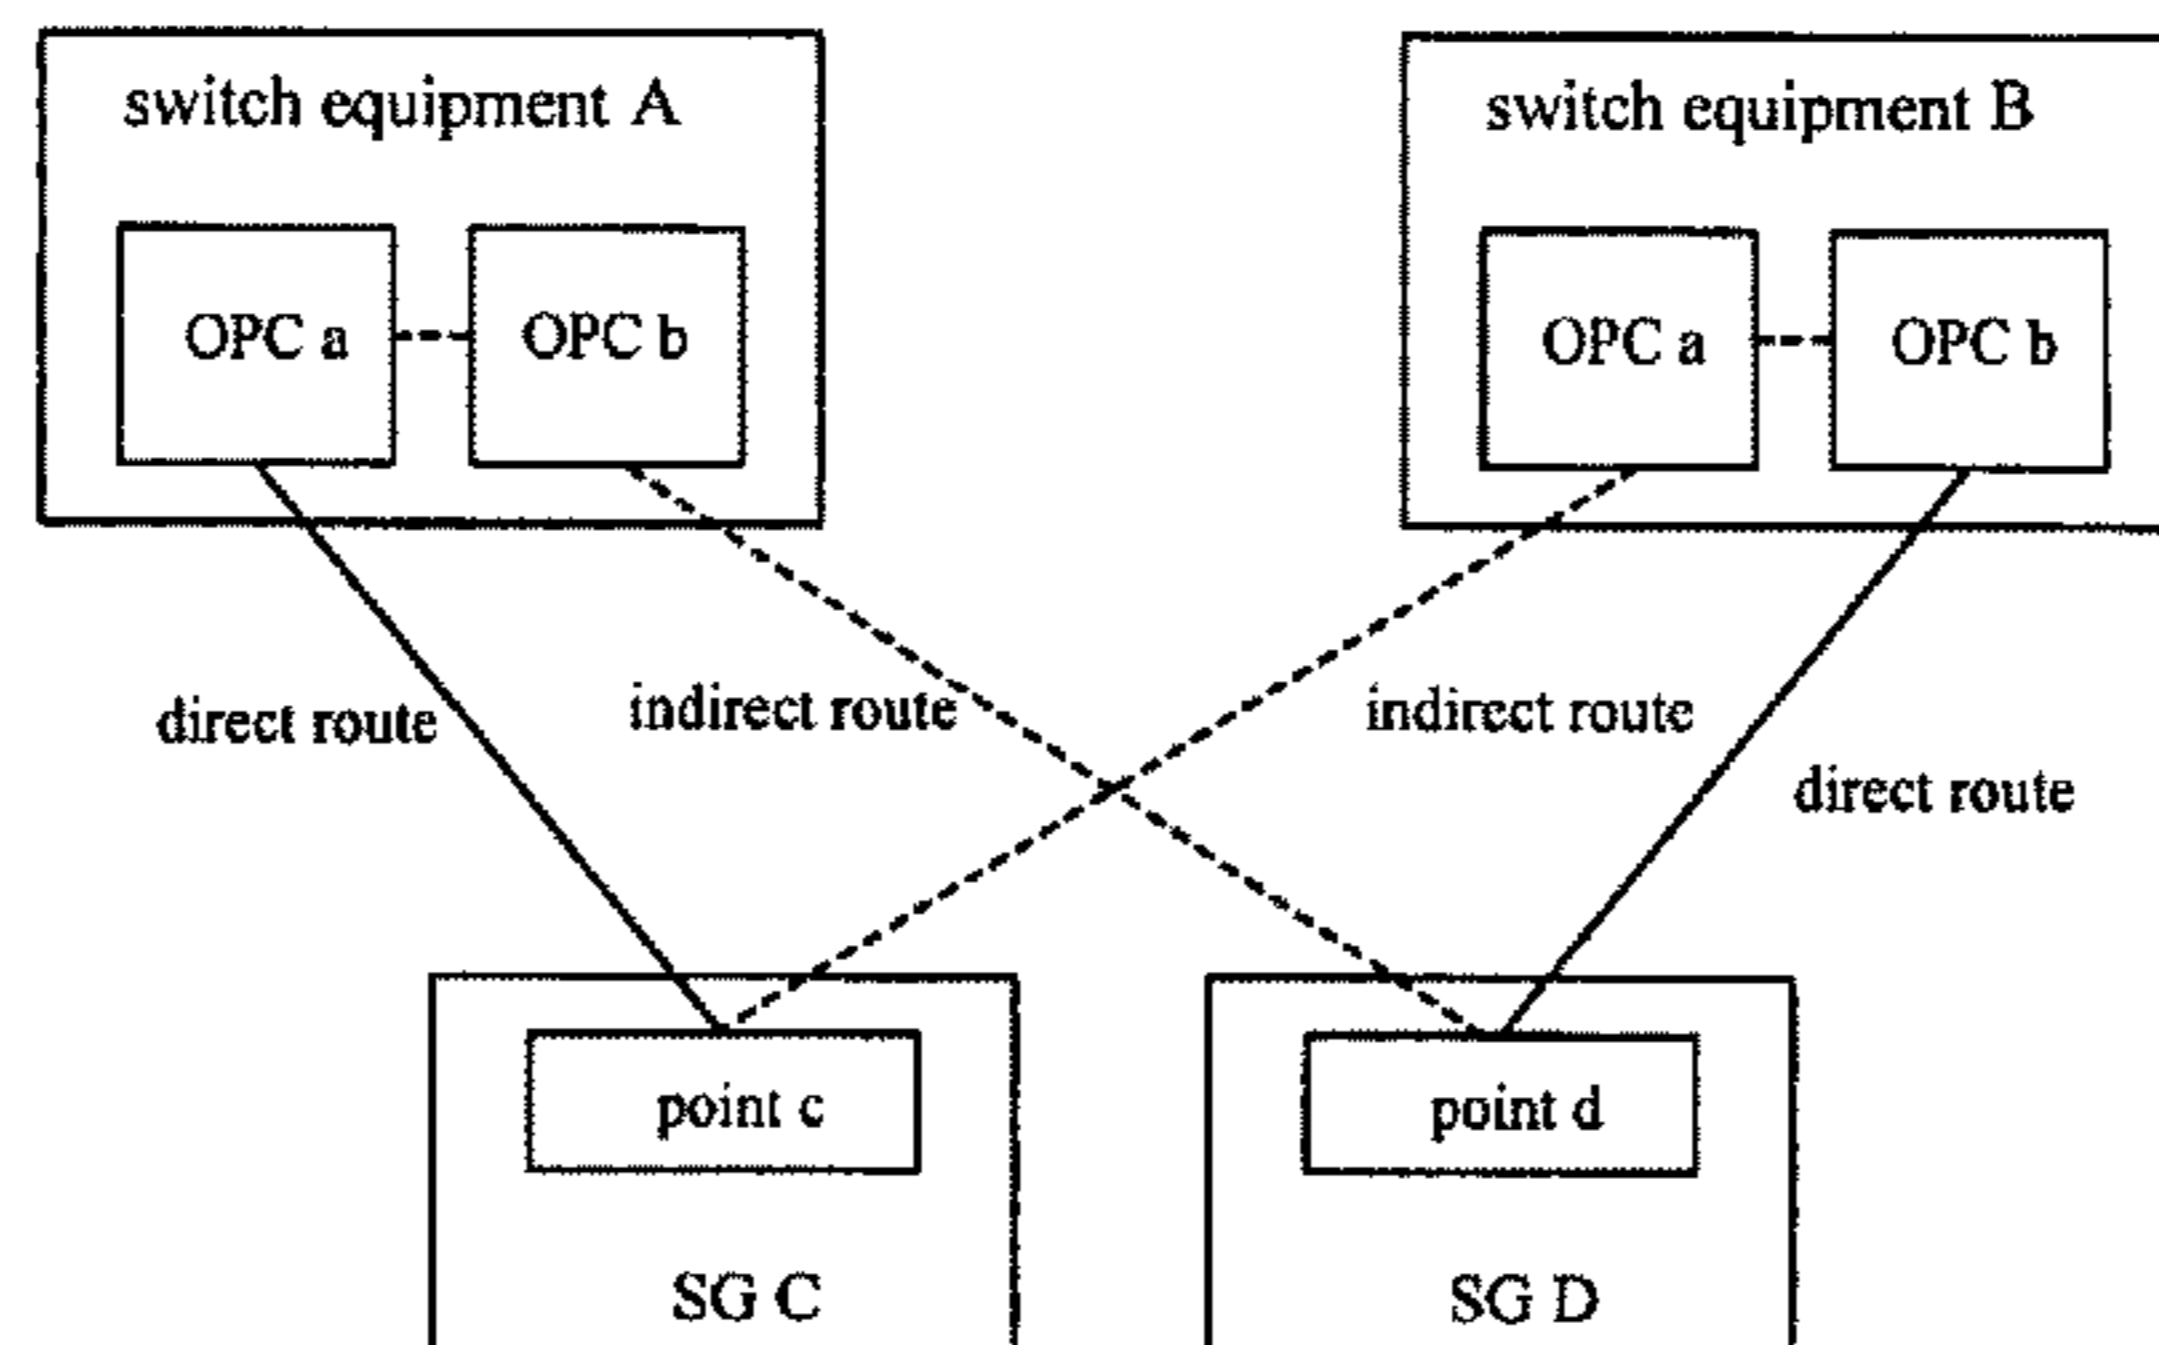 switch equipment A
switch equipment B
OPC a
OPC b
OPC a
OPC b
direct route
indirect route
indirect route
direct route
point c
point d
SG C
SG D